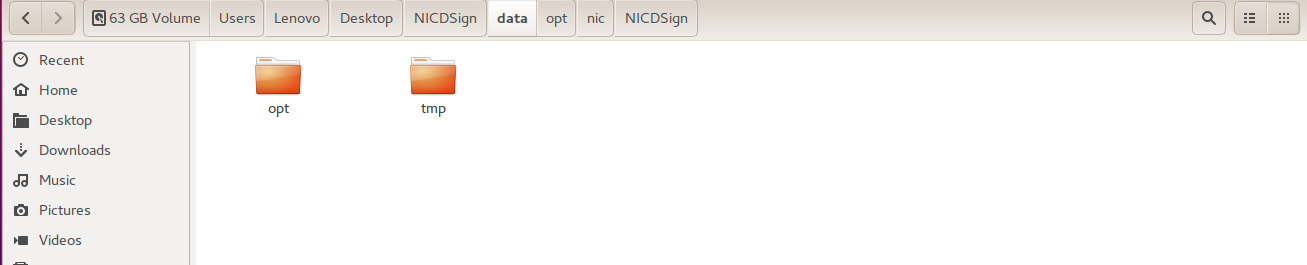 63 GB Volume Users Lenovo Desktop NICDSign data opt nic NICDSign
Recent
Home
Desktop
Downloads
Music
Pictures
Videos
opt tmp